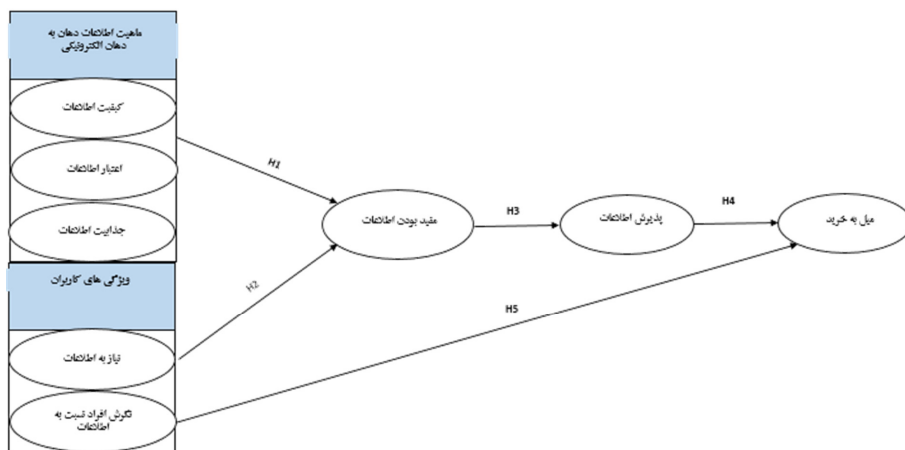 ماهیت اطلاعات دهان به
دهان الکترونیکی
کیفیت اطلاعات
اعتبار اطلاعات
جذابیت اطلاعات
ویژگی های کاربران
نیاز به اطلاعات
نگرش افراد نسبت به
اطلاعات
H1
H2
مفید بودن اطلاعات
H3
پذیرش اطلاعات
H4
میل به خرید
H5